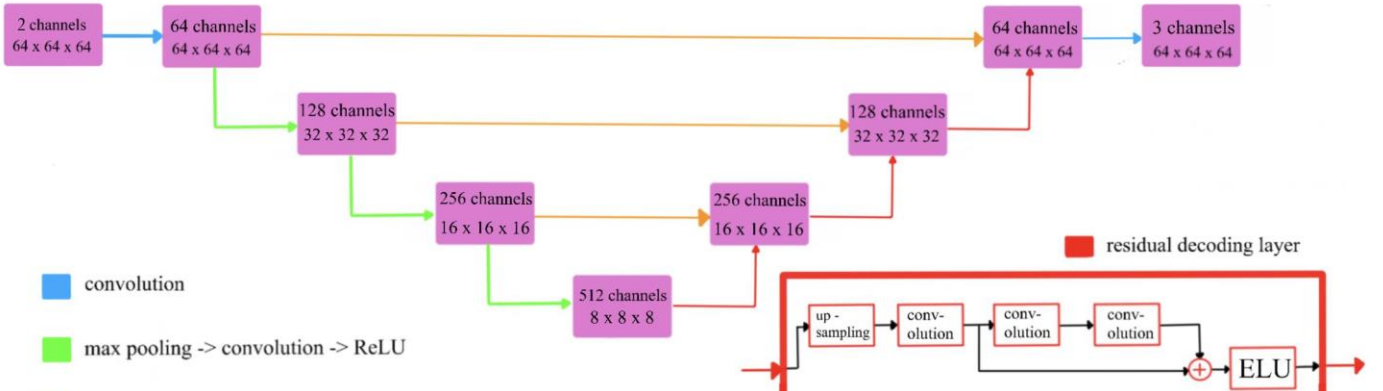 2 channels
64 x 64 x 64
64 channels
64 x 64 x 64
64 channels
64 x 64 x 64
3 channels
64 x 64 x 64
128 channels
32 x 32 x 32
128 channels
32 x 32 x 32
256 channels
16 x 16 x 16
256 channels
16 x 16 x 16
512 channels
8 x 8 x 8
convolution
max pooling -> convolution -> ReLU
residual decoding layer
up -
sampling
conv-
olution
conv-
olution
conv-
olution
+
ELU